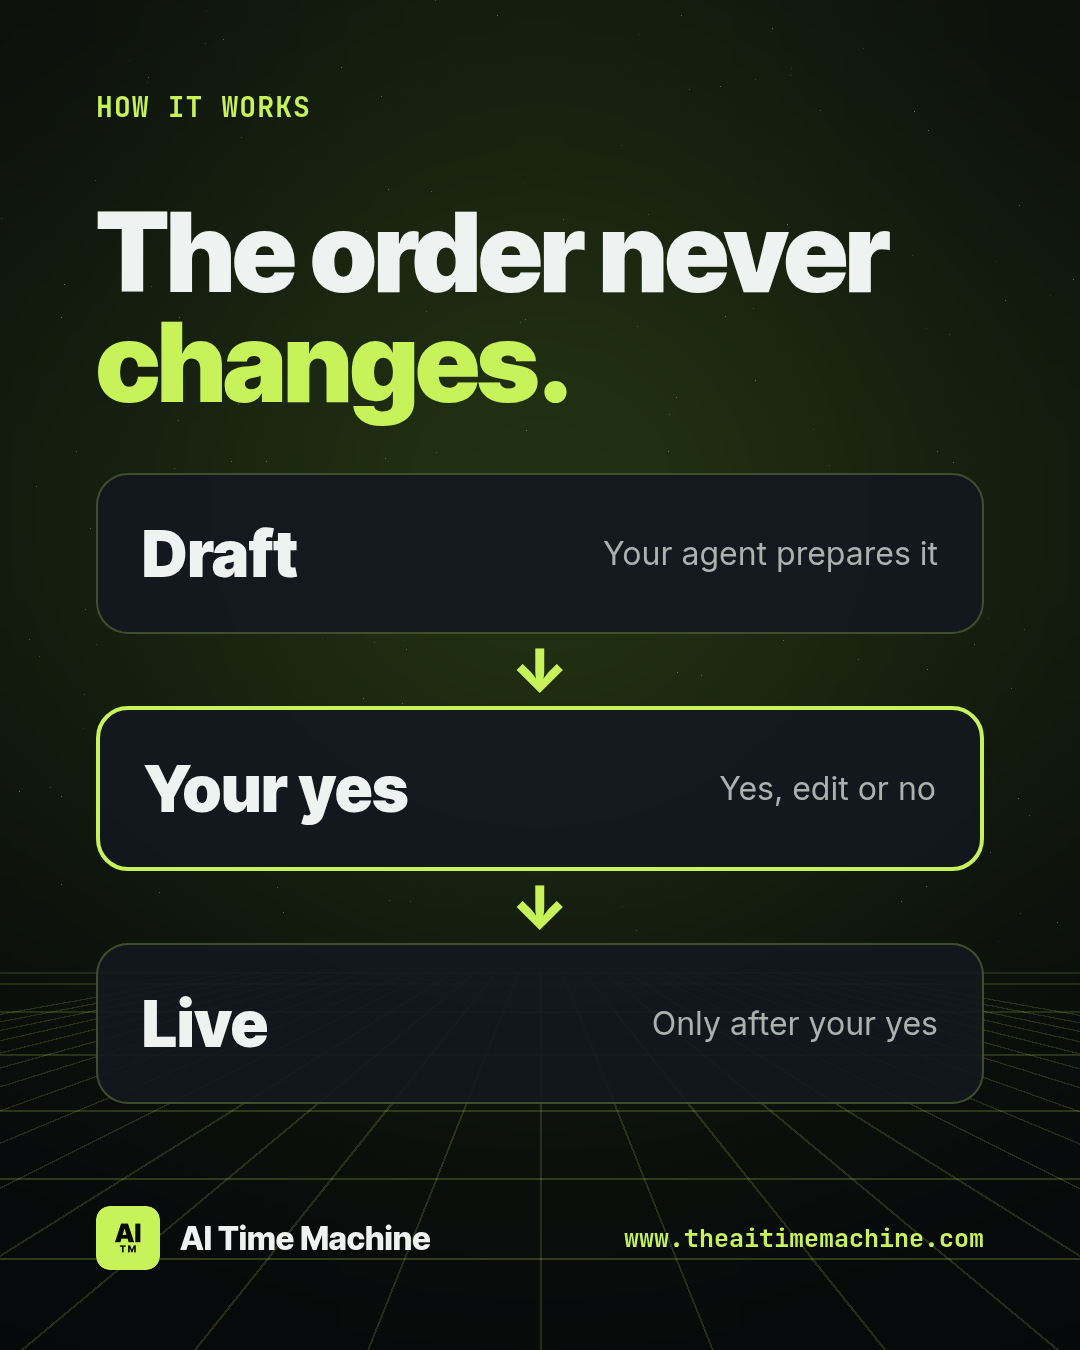 HOW IT WORKS
The order never
changes.
Draft
Your agent prepares it
Your yes
Yes, edit or no
Live
Only after your yes
AI
TM
AI Time Machine
www.theaitimemachine.com